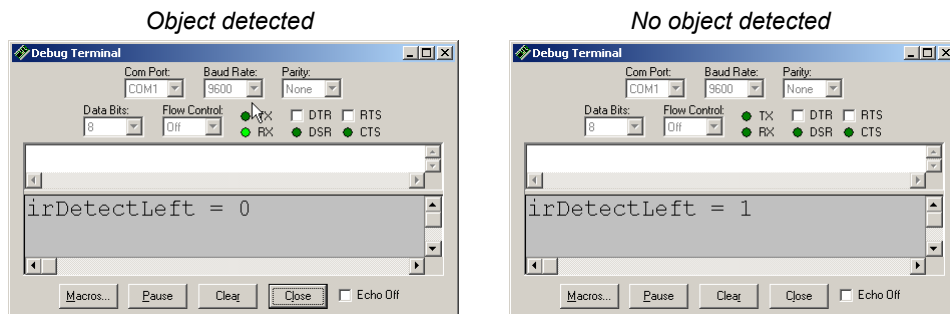 Object detected
No object detected
Debug Terminal
Com Port: Baud Rate: Parity:
COM1 9600 None
Data Bits: Flow Control: TX DTR RTS
8 Off RX DSR CTS
irDetectLeft = 0
Macros... Pause Clear Close Echo Off
Debug Terminal
Com Port: Baud Rate: Parity:
COM1 9600 None
Data Bits: Flow Control: TX DTR RTS
8 Off RX DSR CTS
irDetectLeft = 1
Macros... Pause Clear Close Echo Off